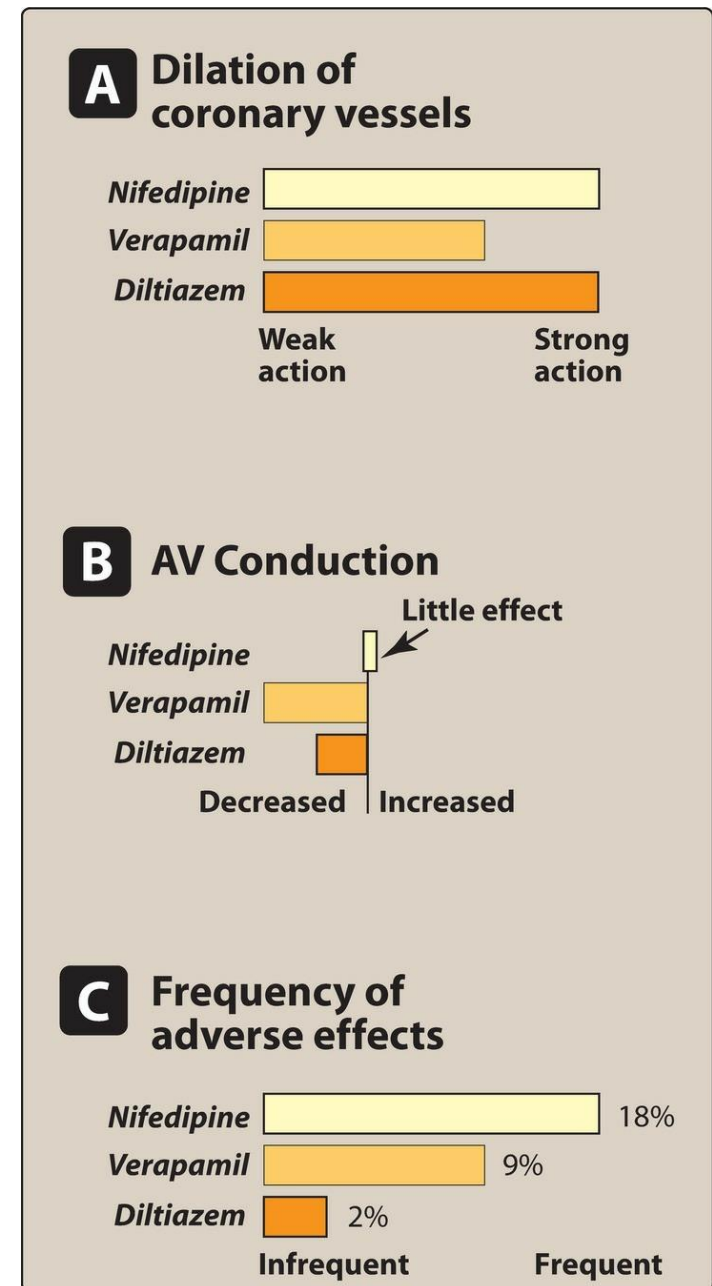 A Dilation of
coronary vessels
Nifedipine
Verapamil
Diltiazem
Weak Strong
action action
B AV Conduction
Little effect
Nifedipine
Verapamil
Diltiazem
Decreased Increased
C Frequency of
adverse effects
Nifedipine 18%
Verapamil 9%
Diltiazem 2%
Infrequent Frequent